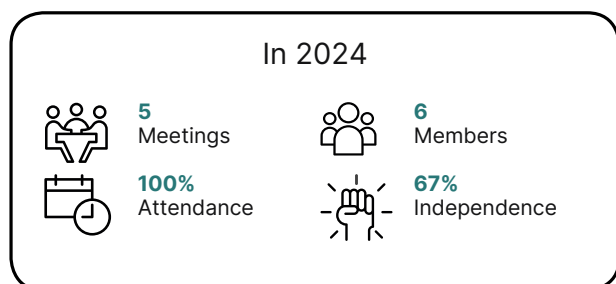 In 2024
5
Meetings
6
Members
100%
Attendance
67%
Independence